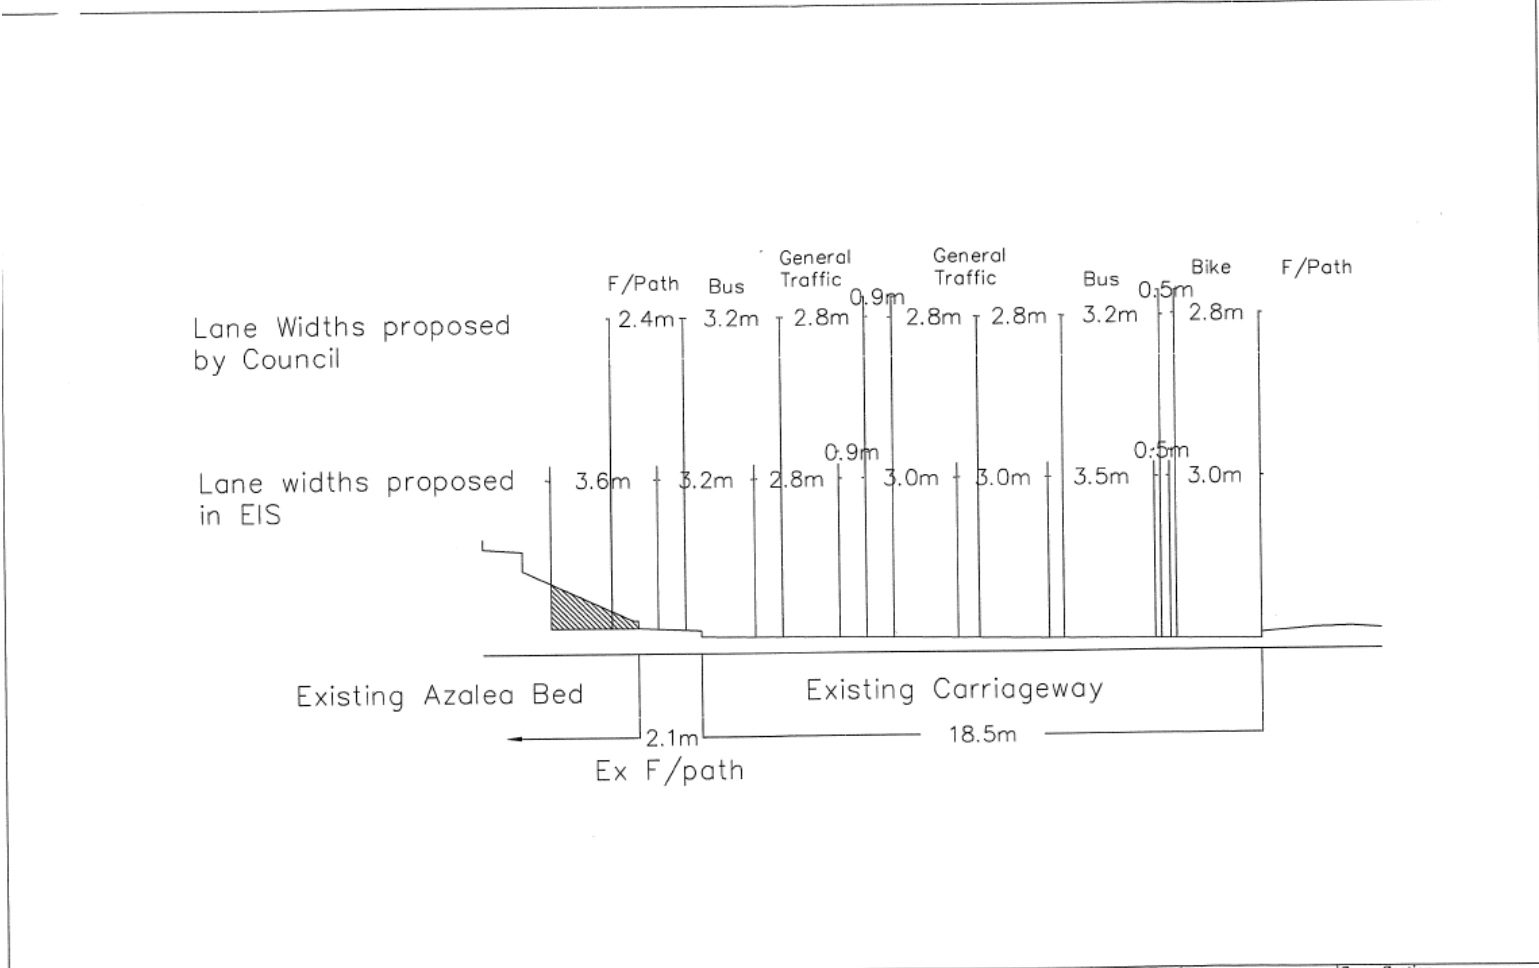 General
Traffic
General
Traffic
F/Path
Bus
Bus
Bike
F/Path
Lane Widths proposed
by Council
2.4m 3.2m 2.8m 0.9m 2.8m 2.8m 3.2m 0.5m 2.8m
Lane widths proposed
in EIS
3.6m 3.2m 2.8m 0.9m 3.0m 3.0m 3.5m 0.5m 3.0m
Existing Azalea Bed
Existing Carriageway
2.1m
18.5m
Ex F/path